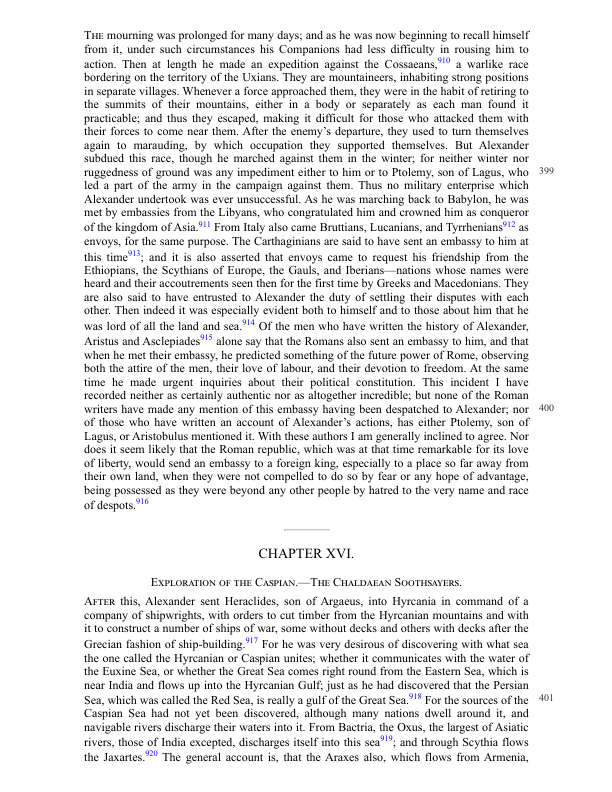 THE mourning was prolonged for many days; and as he was now beginning to recall himself
from it, under such circumstances his Companions had less difficulty in rousing him to
action. Then at length he made an expedition against the Cossaeans,910 a warlike race
bordering on the territory of the Uxians. They are mountaineers, inhabiting strong positions
in separate villages. Whenever a force approached them, they were in the habit of retiring to
the summits of their mountains, either in a body or separately as each man found it
practicable; and thus they escaped, making it difficult for those who attacked them with
their forces to come near them. After the enemy's departure, they used to turn themselves
again to marauding, by which occupation they supported themselves. But Alexander
subdued this race, though he marched against them in the winter; for neither winter nor
ruggedness of ground was any impediment either to him or to Ptolemy, son of Lagus, who 399
led a part of the army in the campaign against them. Thus no military enterprise which
Alexander undertook was ever unsuccessful. As he was marching back to Babylon, he was
met by embassies from the Libyans, who congratulated him and crowned him as conqueror
of the kingdom of Asia.911 From Italy also came Bruttians, Lucanians, and Tyrrhenians912 as
envoys, for the same purpose. The Carthaginians are said to have sent an embassy to him at
this time913; and it is also asserted that envoys came to request his friendship from the
Ethiopians, the Scythians of Europe, the Gauls, and Iberians—nations whose names were
heard and their accoutrements seen then for the first time by Greeks and Macedonians. They
are also said to have entrusted to Alexander the duty of settling their disputes with each
other. Then indeed it was especially evident both to himself and to those about him that he
was lord of all the land and sea.914 Of the men who have written the history of Alexander,
Aristus and Asclepiades915 alone say that the Romans also sent an embassy to him, and that
when he met their embassy, he predicted something of the future power of Rome, observing
both the attire of the men, their love of labour, and their devotion to freedom. At the same
time he made urgent inquiries about their political constitution. This incident I have
recorded neither as certainly authentic nor as altogether incredible; but none of the Roman
writers have made any mention of this embassy having been despatched to Alexander; nor 400
of those who have written an account of Alexander's actions, has either Ptolemy, son of
Lagus, or Aristobulus mentioned it. With these authors I am generally inclined to agree. Nor
does it seem likely that the Roman republic, which was at that time remarkable for its love
of liberty, would send an embassy to a foreign king, especially to a place so far away from
their own land, when they were not compelled to do so by fear or any hope of advantage,
being possessed as they were beyond any other people by hatred to the very name and race
of despots.916
CHAPTER XVI.
EXPLORATION OF THE CASPIAN.—THE CHALDAEAN SOOTHSAYERS.
AFTER this, Alexander sent Heraclides, son of Argaeus, into Hyrcania in command of a
company of shipwrights, with orders to cut timber from the Hyrcanian mountains and with
it to construct a number of ships of war, some without decks and others with decks after the
Grecian fashion of ship-building.917 For he was very desirous of discovering with what sea
the one called the Hyrcanian or Caspian unites; whether it communicates with the water of
the Euxine Sea, or whether the Great Sea comes right round from the Eastern Sea, which is
near India and flows up into the Hyrcanian Gulf; just as he had discovered that the Persian
Sea, which was called the Red Sea, is really a gulf of the Great Sea.918 For the sources of the 401
Caspian Sea had not yet been discovered, although many nations dwell around it, and
navigable rivers discharge their waters into it. From Bactria, the Oxus, the largest of Asiatic
rivers, those of India excepted, discharges itself into this sea919; and through Scythia flows
the Jaxartes.920 The general account is, that the Araxes also, which flows from Armenia,